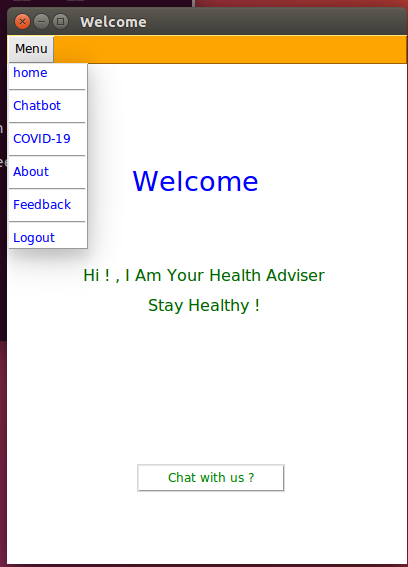 Welcome
Menu
home
Chatbot
COVID-19
About
Feedback
Logout
Welcome
Hi ! , I Am Your Health Adviser
Stay Healthy !
Chat with us ?